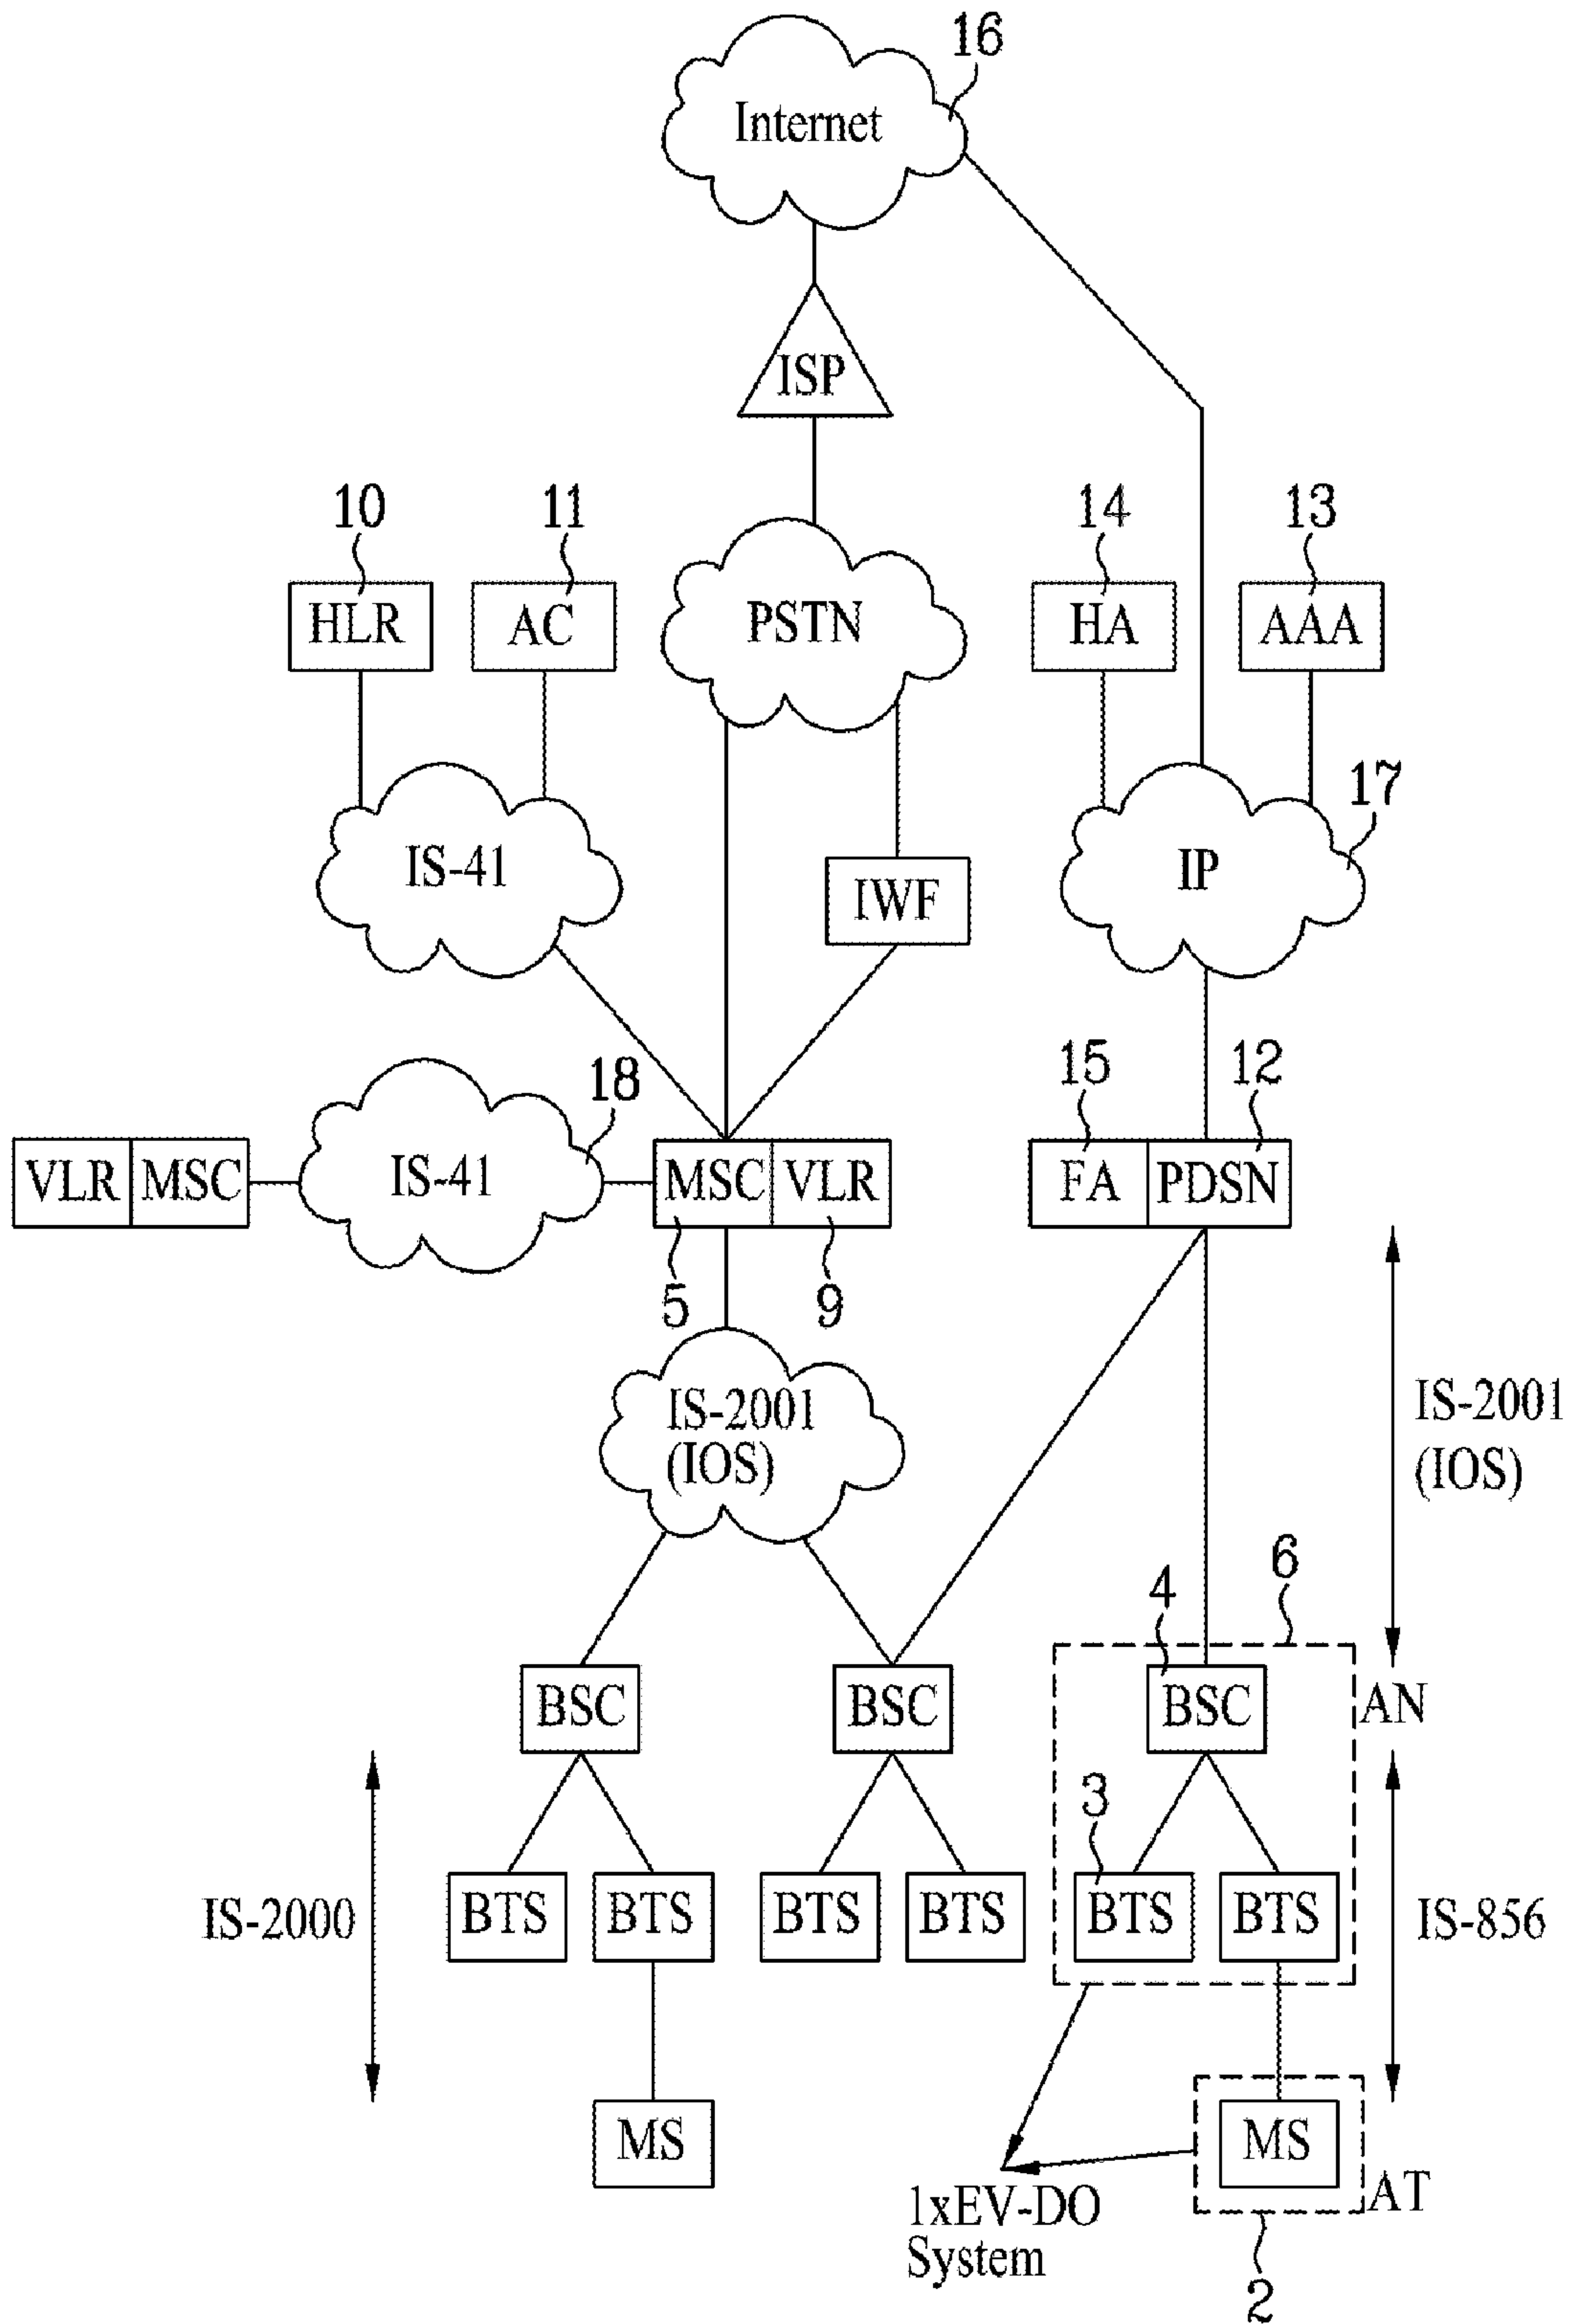 16
Internet
ISP
10
11
14
13
HLR
AC
PSTN
HA
AAA
17
IS-41
IWF
IP
18
15
12
VLR
MSC
IS-41
MSC
VLR
FA
PDSN
5
9
IS-2001
(IOS)
IS-2001
(IOS)
6
4
BSC
BSC
BSC
AN
3
IS-2000
BTS
BTS
BTS
BTS
BTS
BTS
IS-856
MS
MS
AT
1xEV-DO
System
2